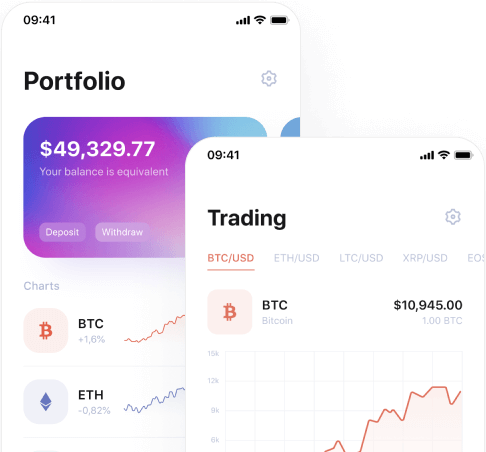 09:41
Portfolio
$49,329.77
Your balance is equivalent
Deposit Withdraw
Charts
BTC
+1,6%
ETH
-0,82%
09:41
Trading
BTC/USD ETH/USD LTC/USD XRP/USD EOS
BTC $10,945.00
Bitcoin 1.00 BTC
15k
12k
9k
6k